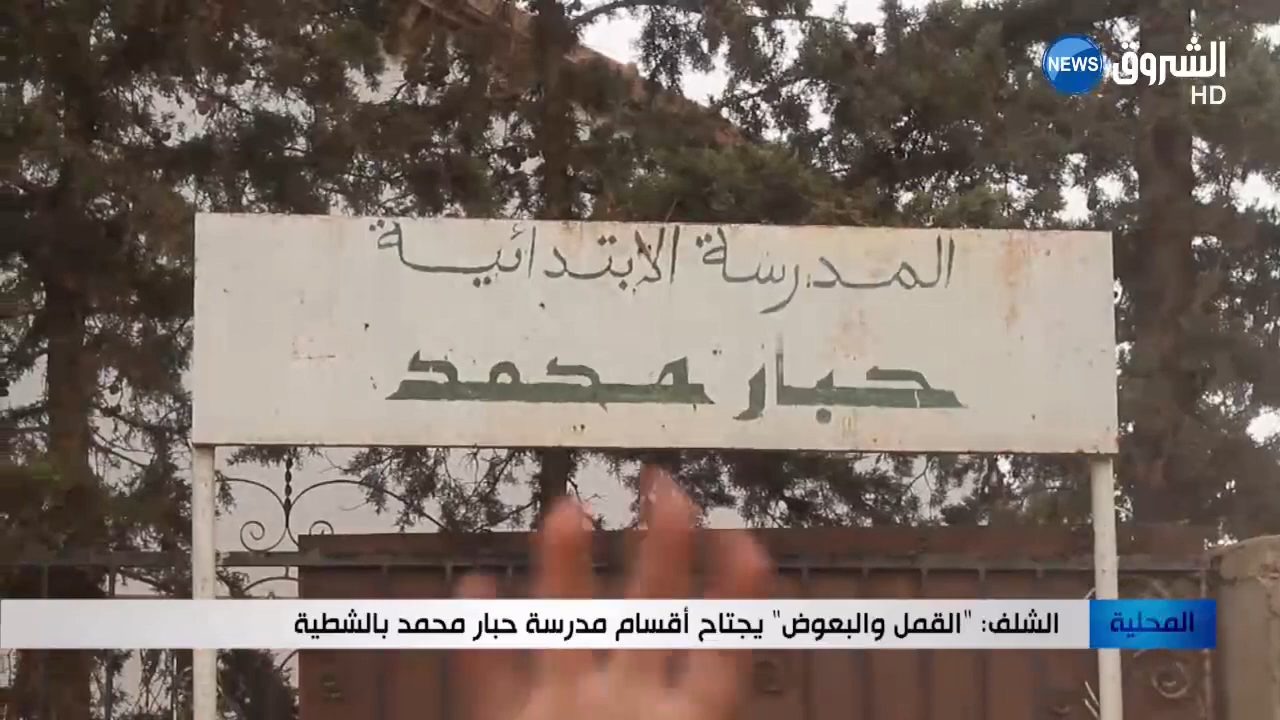 NEWS الشروق
HD
المدرسة الابتدائية
حبار محمد
المحلية
الشلف: "القمل والبعوض" يجتاح أقسام مدرسة حبار محمد بالشطية